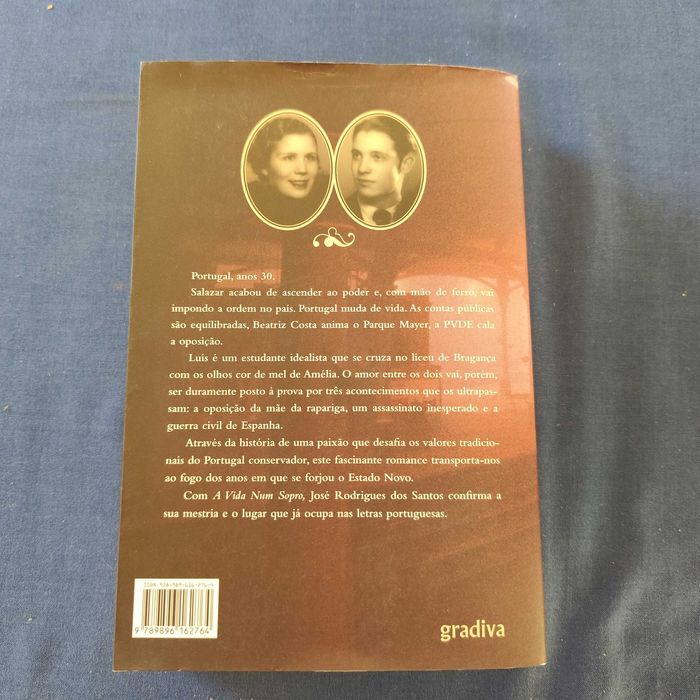 Portugal, anos 30.
Salazar acabou de ascender ao poder e, com mão de ferro, vai
impondo a ordem no país. Portugal muda de vida. As contas públicas
são equilibradas, Beatriz Costa anima o Parque Mayer, a PVDE cala
a oposição.
Luís é um estudante idealista que se cruza no liceu de Bragança
com os olhos cor de mel de Amélia. O amor entre os dois vai, porém,
ser duramente posto à prova por três acontecimentos que os ultrapas-
sam: a oposição da mãe da rapariga, um assassinato inesperado e a
guerra civil de Espanha.
Através da história de uma paixão que desafia os valores tradicio-
nais do Portugal conservador, este fascinante romance transporta-nos
ao fogo dos anos em que se forjou o Estado Novo.
Com A Vida Num Sopro, José Rodrigues dos Santos confirma a
sua mestria e o lugar que já ocupa nas letras portuguesas.
ISBN 978-989-616-276-4
9 789896 162764
gradiva